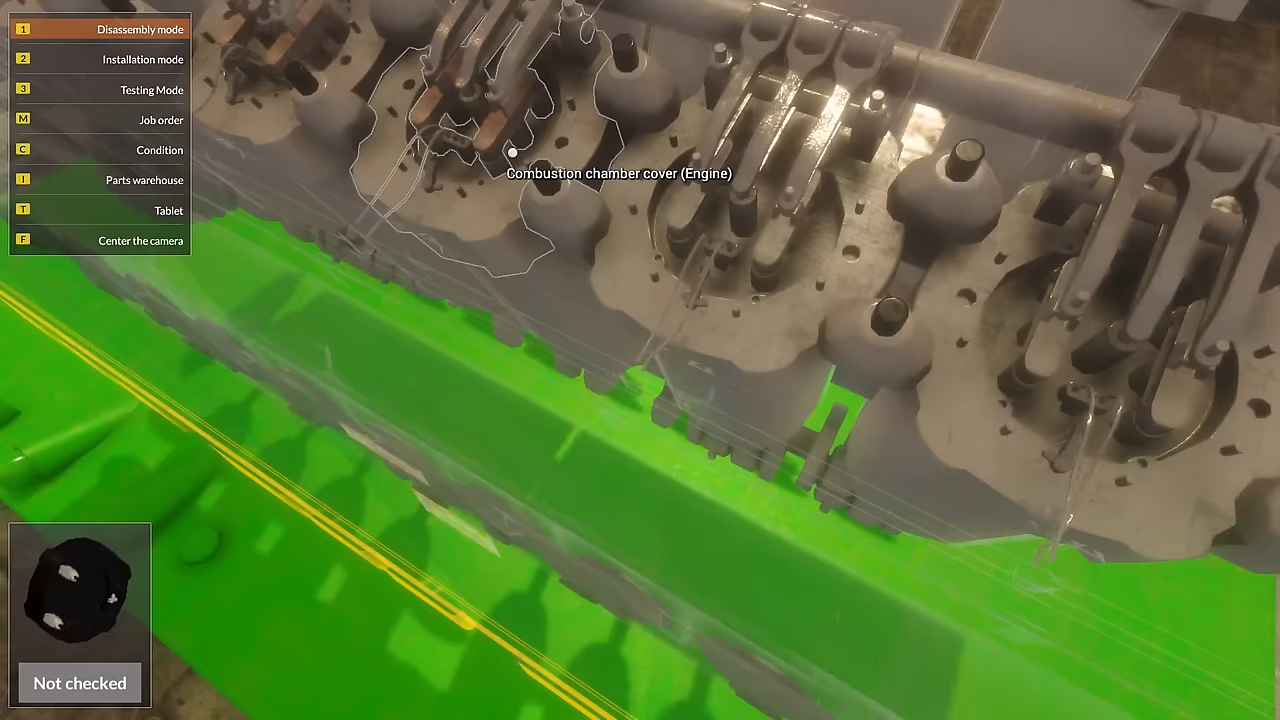 1 Disassembly mode
2 Installation mode
3 Testing Mode
M Job order
C Condition
I Parts warehouse
T Tablet
F Center the camera
Combustion chamber cover (Engine)
Not checked